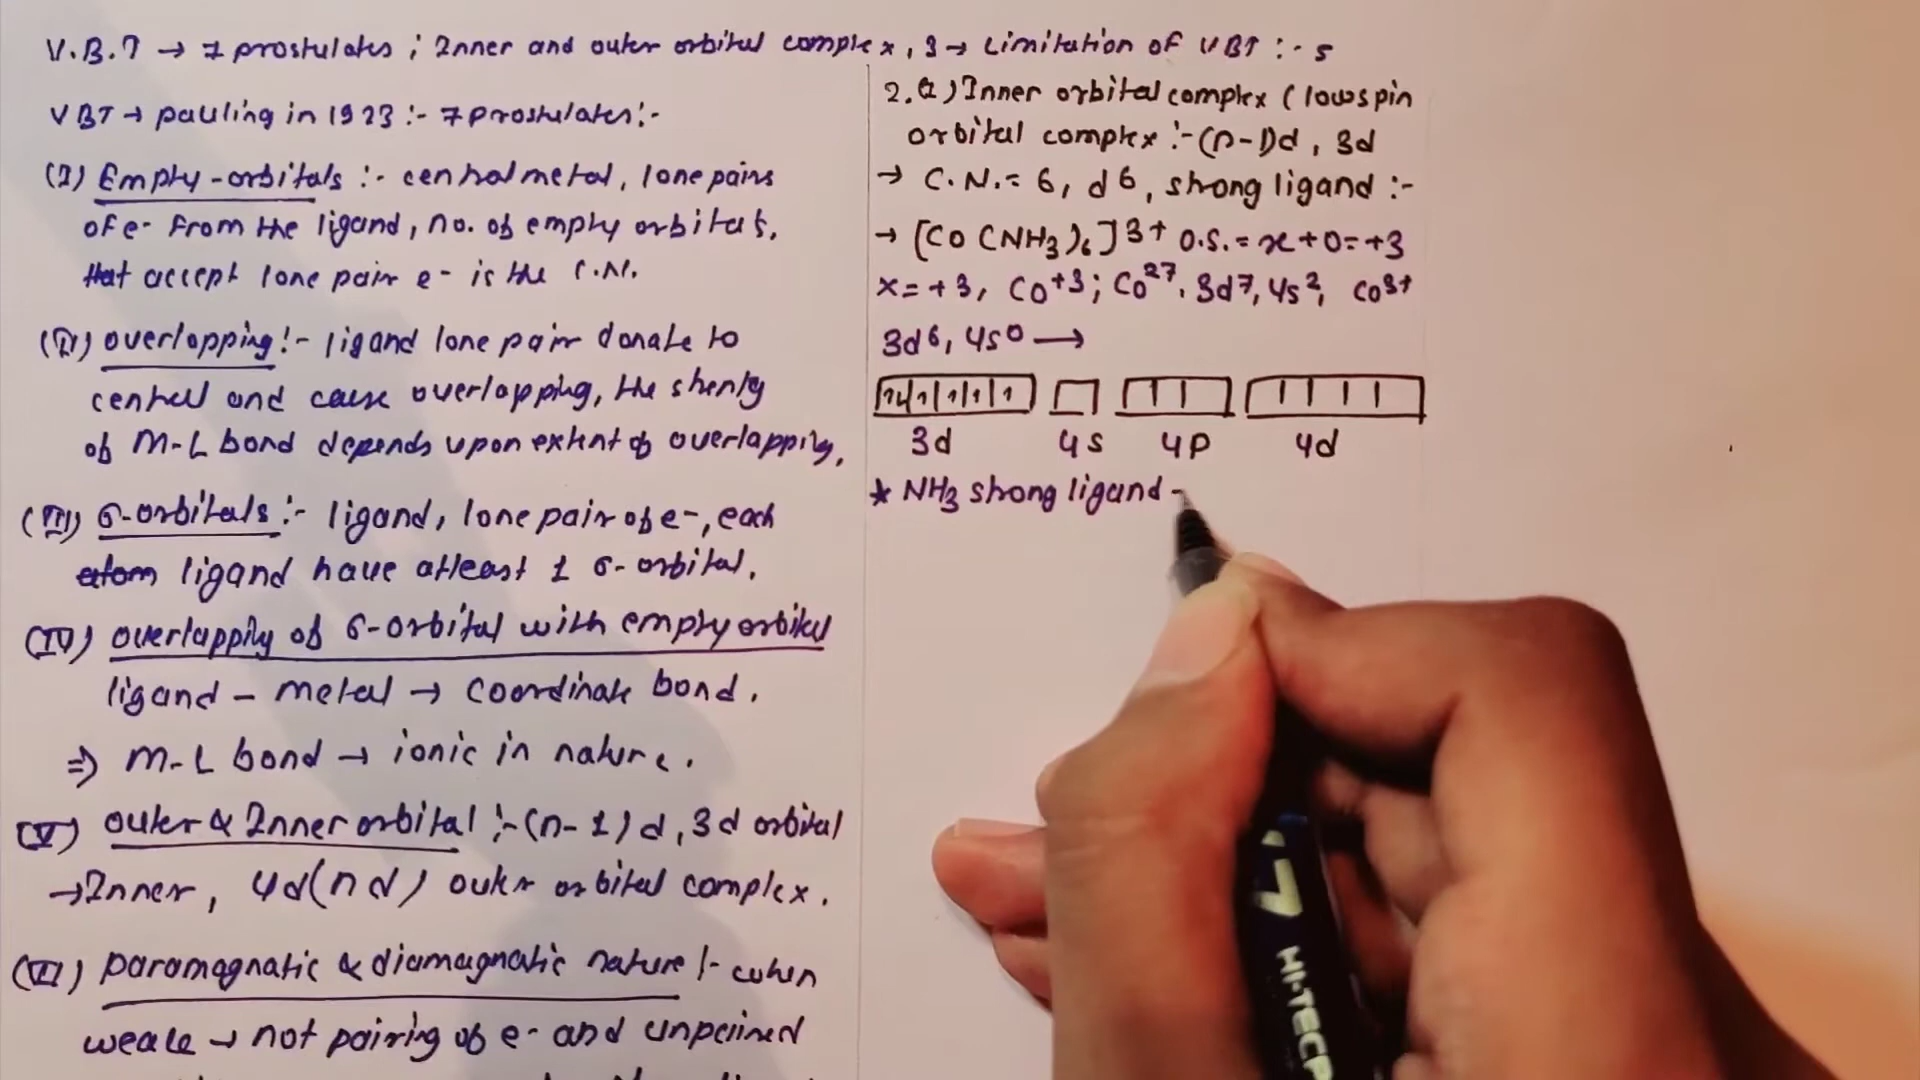 V.B.T → 7 prostulates ; Inner and outer orbital complex, 3 → Limitation of VBT :- 5
VBT → pauling in 1923 :- 7 prostulates :-
(I) Empty-orbitals :- central metal, lone pairs
of e- from the ligand, no. of empty orbitals,
that accept lone pair e- is the C.N.
(II) overlapping :- ligand lone pair donate to
central and cause overlapping, the
of M-L bond depends upon extent of overlapping,
(III) σ-orbitals :- ligand, lone pair of e-, each
atom ligand have atleast 1 σ-orbital.
(IV) overlapping of σ-orbital with empty orbital
ligand - metal → coordinate bond.
⇒ M-L bond → ionic in nature.
(V) outer & Inner orbital :- (n-1)d, 3d orbital
→ Inner, 4d(nd) outer orbital complex.
paramagnatic & diamagnatic nature :- when
→ not pairing of e- and unpaired
2.(1) Inner orbital complex (low spin
orbital complex :- (n-1)d, 3d
→ C.N. = 6, d6, strong ligand :-
→ [Co(NH3)6]3+ O.S. = x+0=+3
x=+3, Co+3; Co27, 3d7, 4s2, Co3+
3d6, 4s0 →
3d 4s 4p 4d
* NH3 strong ligand -
7 HI-TECP